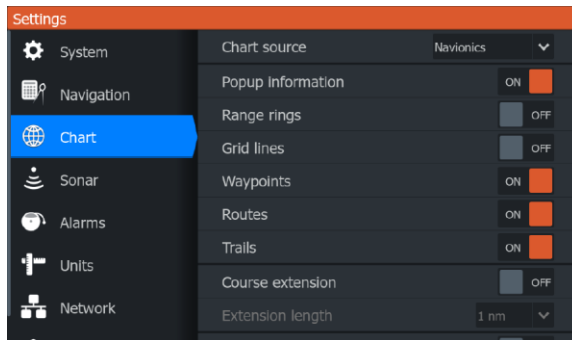 Settings
System
Navigation
Chart
Sonar
Alarms
Units
Network
Chart source Navionics
Popup information ON
Range rings OFF
Grid lines OFF
Waypoints ON
Routes ON
Trails ON
Course extension OFF
Extension length 1 nm